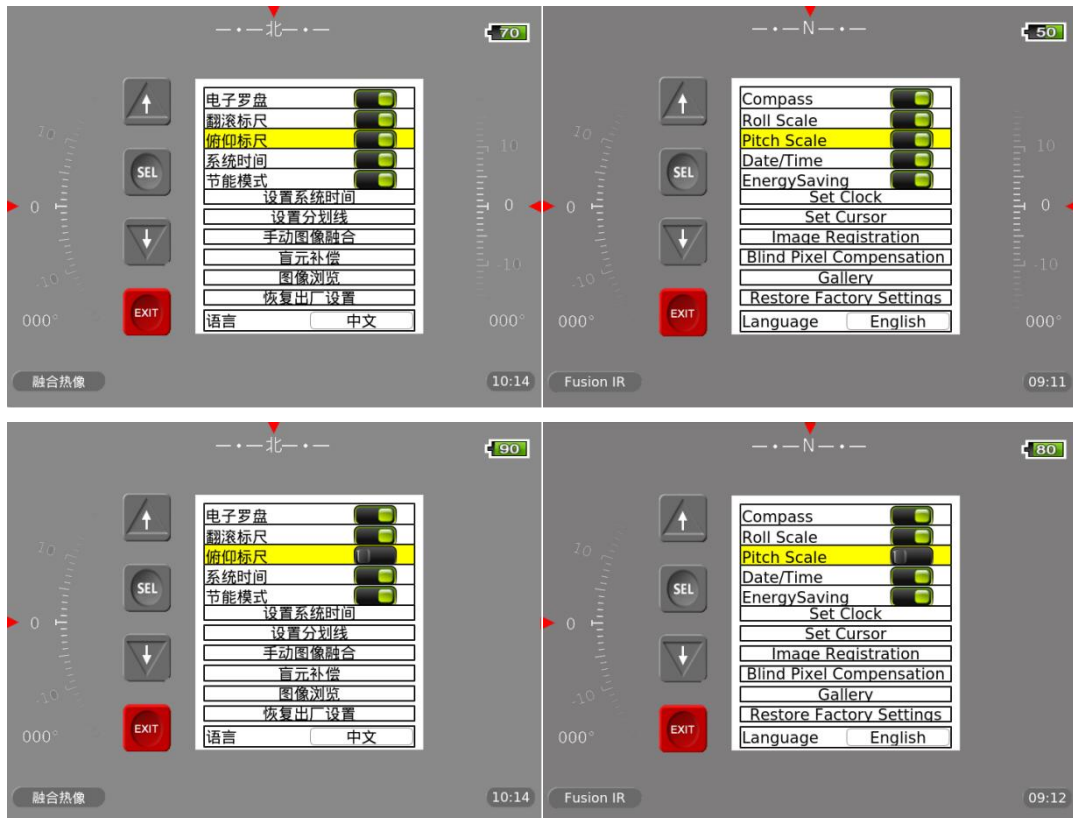 北
70
电子罗盘
翻滚标尺
俯仰标尺
系统时间
节能模式
设置系统时间
设置分划线
手动图像融合
盲元补偿
图像浏览
恢复出厂设置
语言 中文
SEL
EXIT
10
0
-10
000°
10
0
-10
000°
融合热像
10:14
N
50
Compass
Roll Scale
Pitch Scale
Date/Time
EnergySaving
Set Clock
Set Cursor
Image Registration
Blind Pixel Compensation
Gallery
Restore Factory Settings
Language English
SEL
EXIT
10
0
-10
000°
10
0
-10
000°
Fusion IR
09:11
北
90
电子罗盘
翻滚标尺
俯仰标尺
系统时间
节能模式
设置系统时间
设置分划线
手动图像融合
盲元补偿
图像浏览
恢复出厂设置
语言 中文
SEL
EXIT
10
0
-10
000°
融合热像
10:14
N
80
Compass
Roll Scale
Pitch Scale
Date/Time
EnergySaving
Set Clock
Set Cursor
Image Registration
Blind Pixel Compensation
Gallery
Restore Factory Settings
Language English
SEL
EXIT
10
0
-10
000°
Fusion IR
09:12